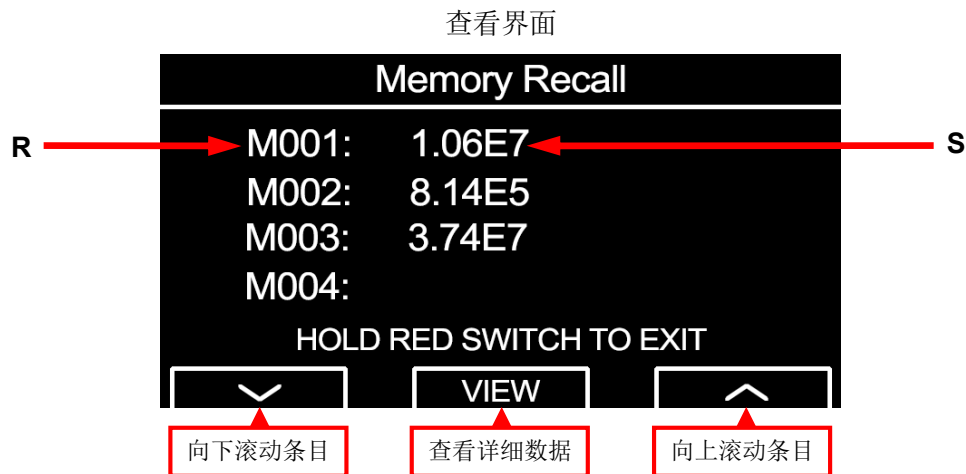 查看界面
Memory Recall
R M001: 1.06E7 S
M002: 8.14E5
M003: 3.74E7
M004:
HOLD RED SWITCH TO EXIT
VIEW
向下滚动条目 查看详细数据 向上滚动条目